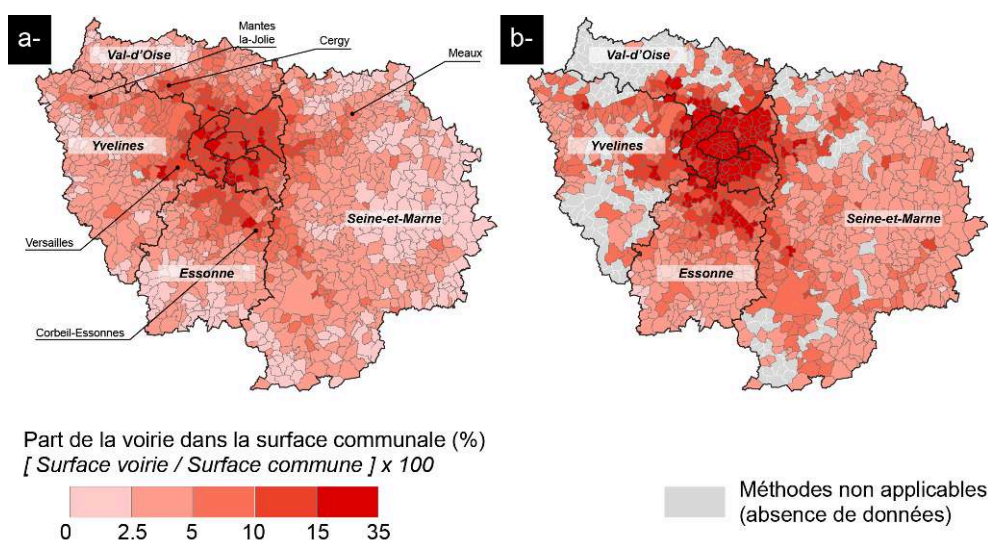 a-
Mantes
la-Jolie
Val-d'Oise
Cergy
Meaux
Yvelines
Seine-et-Marne
Versailles
Essonne
Corbeil-Essonnes
b-
Val-d'Oise
Yvelines
Seine-et-Marne
Essonne
Part de la voirie dans la surface communale (%)
[ Surface voirie / Surface commune ] x 100
0 2.5 5 10 15 35
Méthodes non applicables
(absence de données)